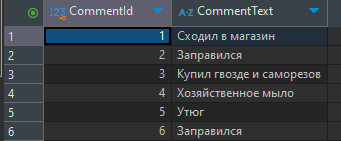 123 CommentId A-Z CommentText
1 1 Сходил в магазин
2 2 Заправился
3 3 Купил гвозде и саморезов
4 4 Хозяйственное мыло
5 5 Утюг
6 6 Заправился